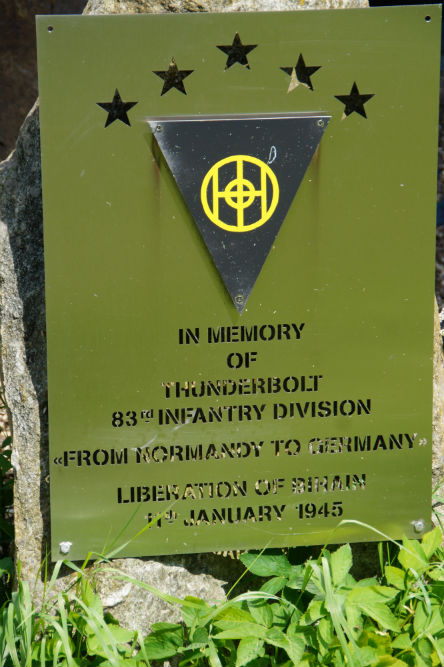 IN MEMORY
OF
THUNDERBOLT
83rd INFANTRY DIVISION
«FROM NORMANDY TO GERMANY»
LIBERATION OF BIHAIN
11th JANUARY 1945